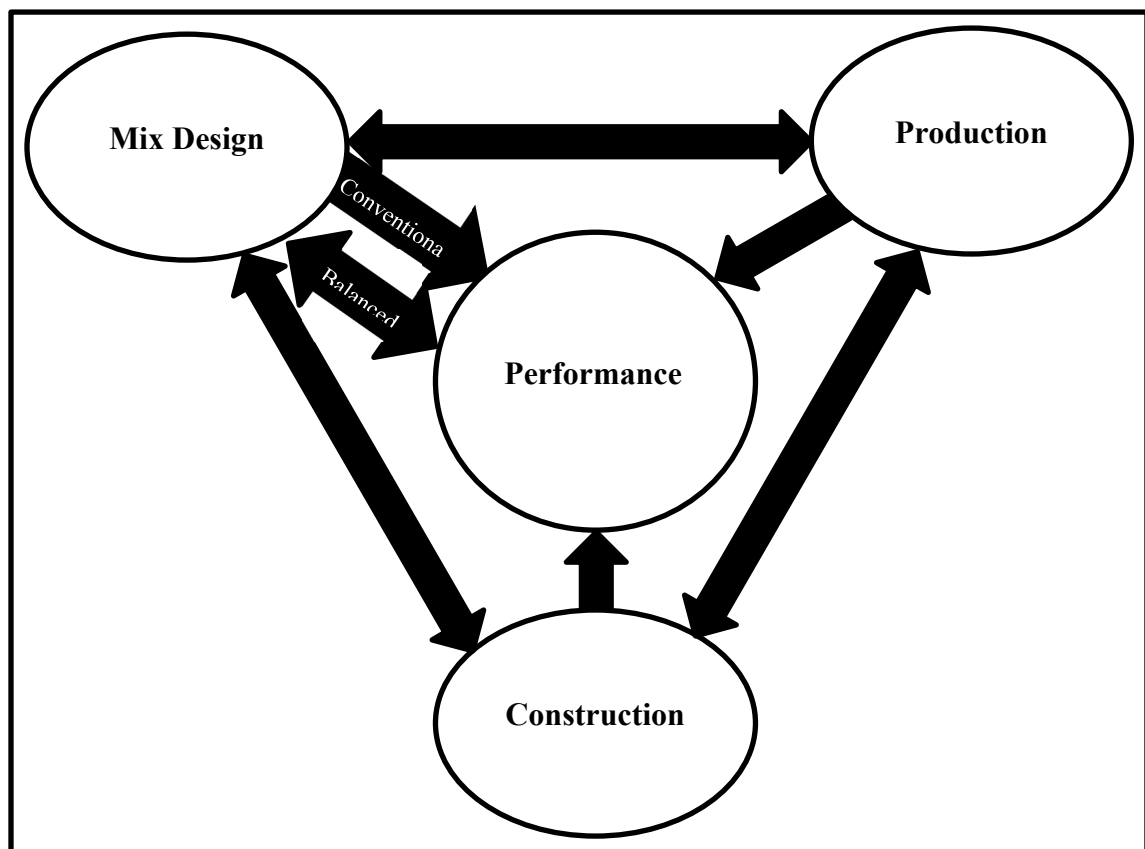 Mix Design
Production
Conventiona
Balanced
Performance
Construction